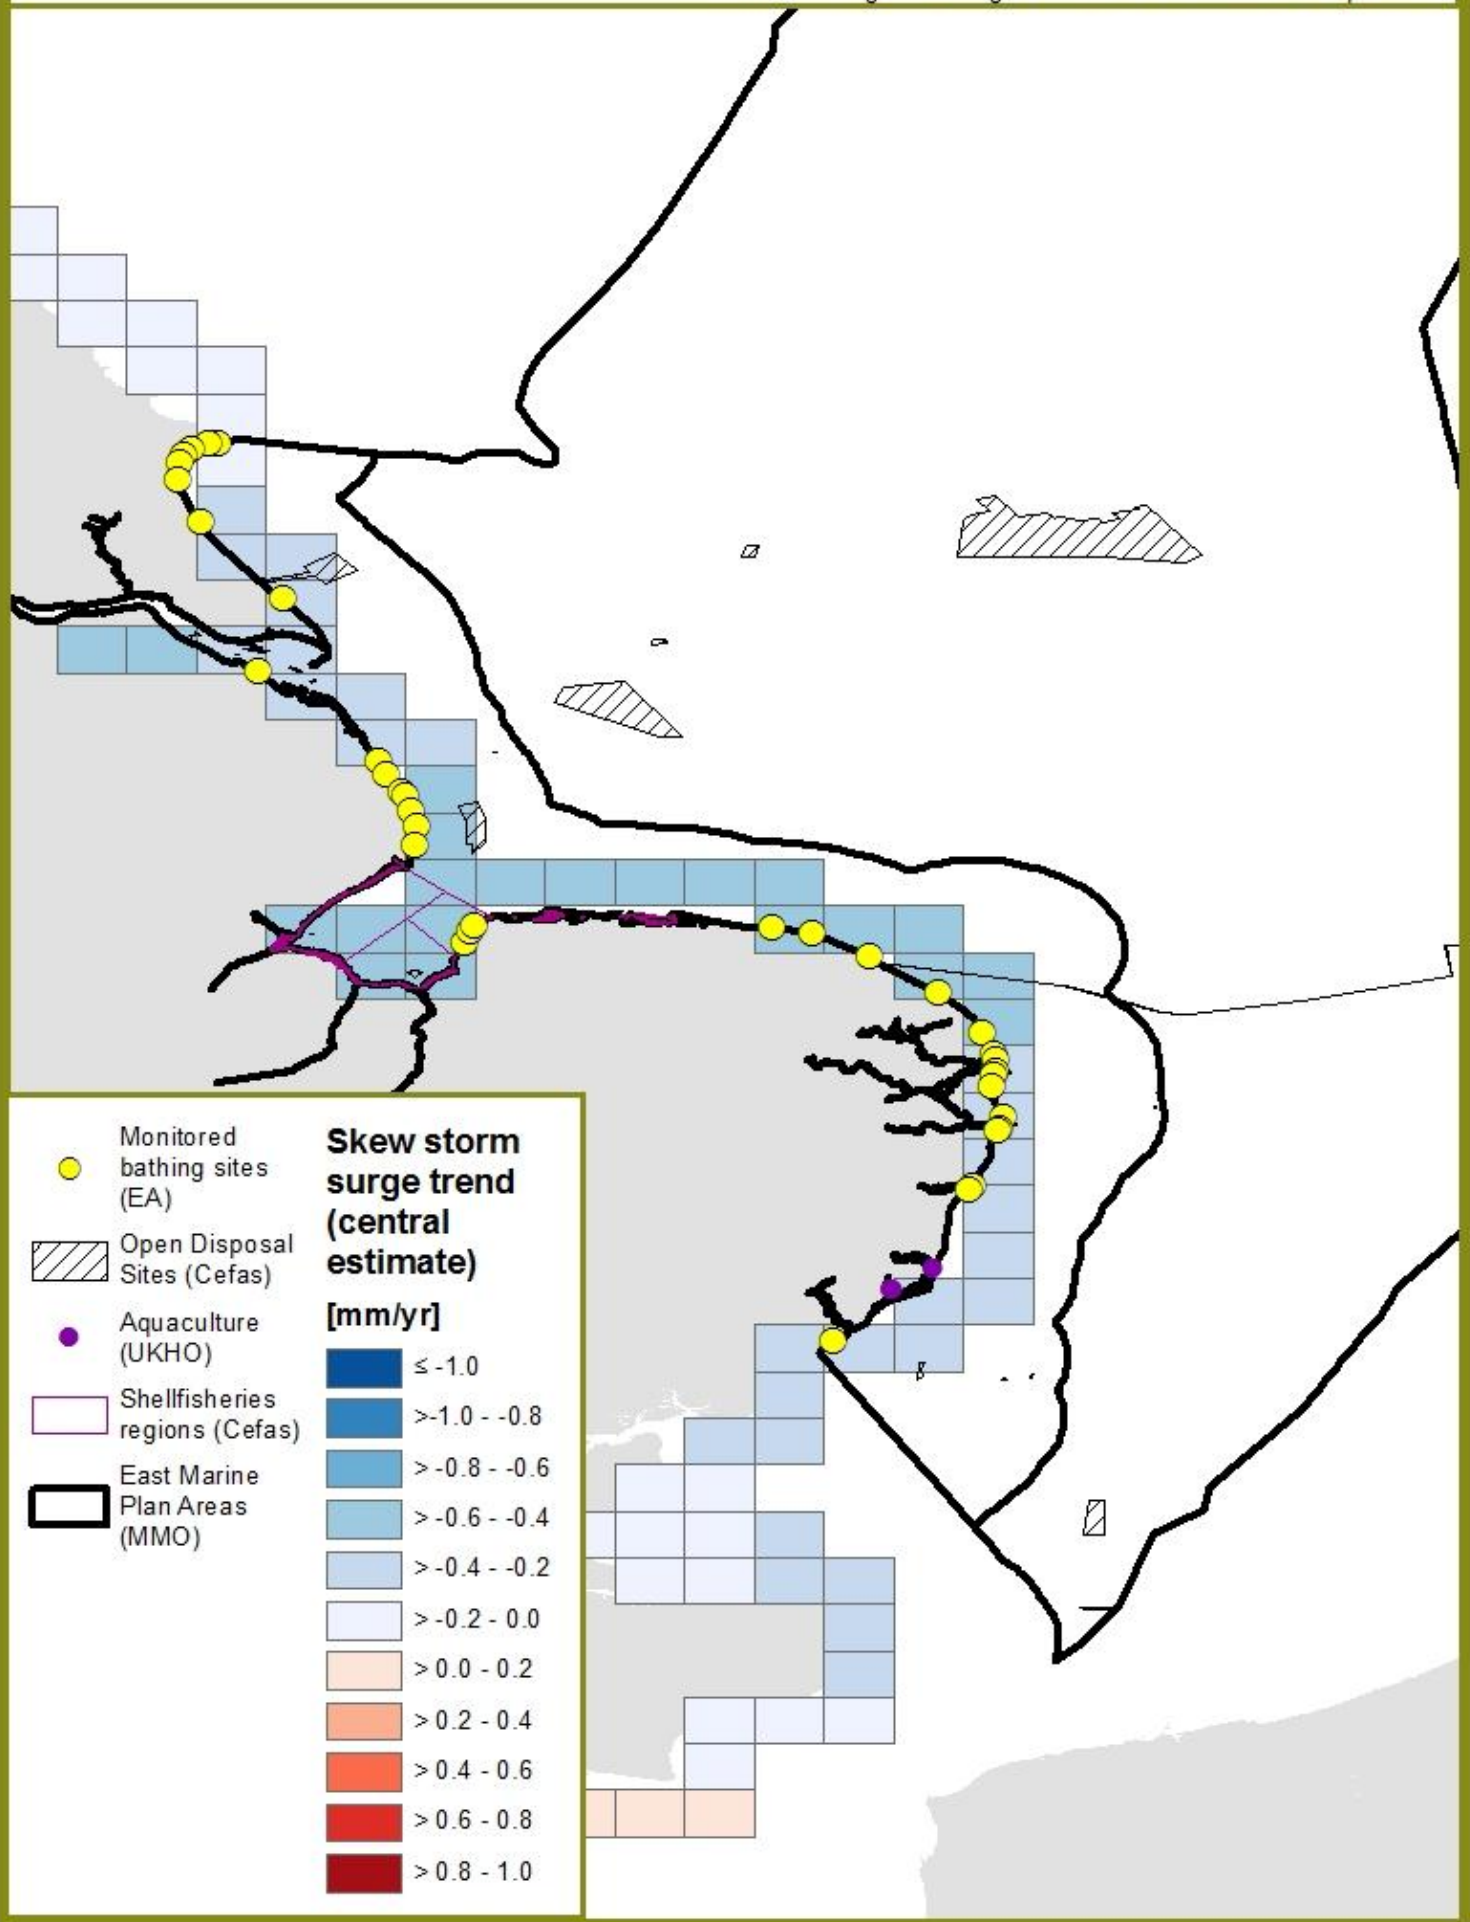 Monitored
bathing sites
(EA)
Open Disposal
Sites (Cefas)
Aquaculture
(UKHO)
Shellfisheries
regions (Cefas)
East Marine
Plan Areas
(MMO)
Skew storm
surge trend
(central
estimate)
[mm/yr]
≤ -1.0
>-1.0 - -0.8
> -0.8 - -0.6
> -0.6 - -0.4
> -0.4 - -0.2
> -0.2 - 0.0
> 0.0 - 0.2
> 0.2 - 0.4
> 0.4 - 0.6
> 0.6 - 0.8
> 0.8 - 1.0